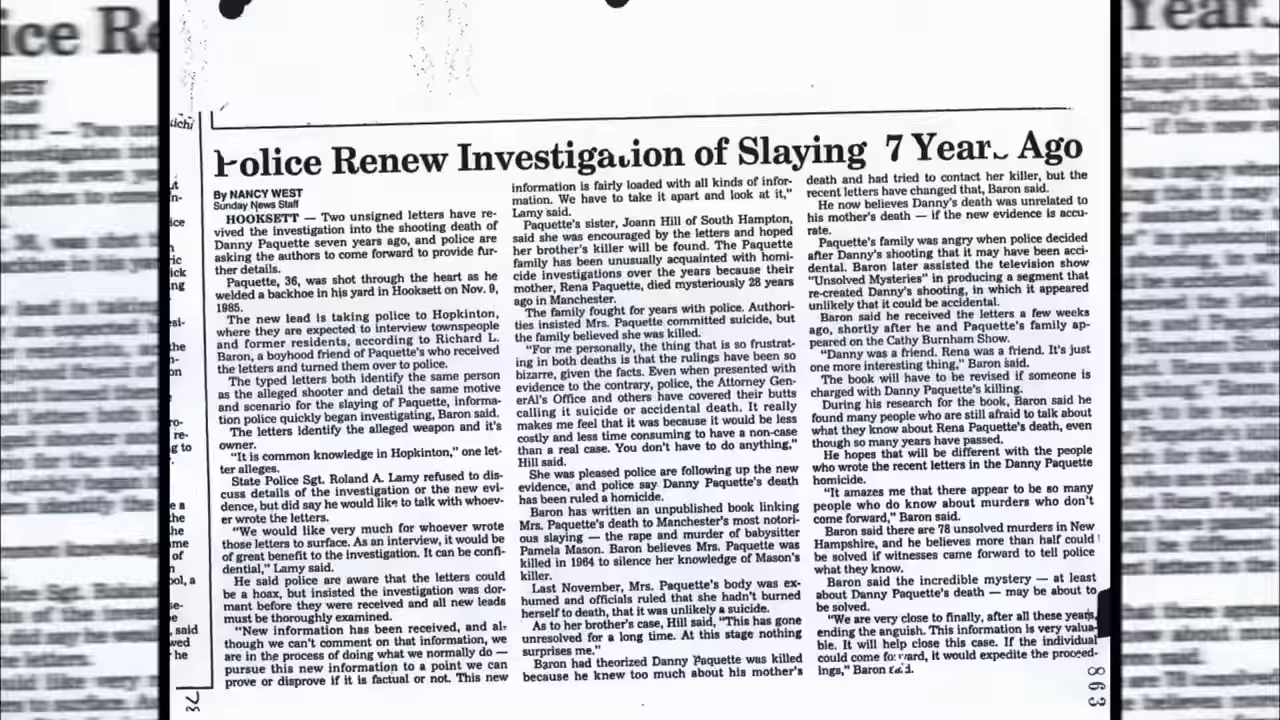 Police Renew Investigation of Slaying 7 Years Ago
By NANCY WEST
Sunday News Staff
HOOKSETT — Two unsigned letters have re-
vived the investigation into the shooting death of
Danny Paquette seven years ago, and police are
asking the authors to come forward to provide fur-
ther details.
Paquette, 36, was shot through the heart as he
welded a backhoe in his yard in Hooksett on Nov. 9,
1985.
The new lead is taking police to Hopkinton,
where they are expected to interview townspeople
and former residents, according to Richard L.
Baron, a boyhood friend of Paquette's who received
the letters and turned them over to police.
The typed letters both identify the same person
as the alleged shooter and detail the same motive
and scenario for the slaying of Paquette, informa-
tion police quickly began investigating, Baron said.
The letters identify the alleged weapon and it's
owner.
"It is common knowledge in Hopkinton," one let-
ter alleges.
State Police Sgt. Roland A. Lamy refused to dis-
cuss details of the investigation or the new evi-
dence, but did say he would like to talk with whoev-
er wrote the letters.
"We would like very much for whoever wrote
those letters to surface. As an interview, it would be
of great benefit to the investigation. It can be confi-
dential," Lamy said.
He said police are aware that the letters could
be a hoax, but insisted the investigation was dor-
mant before they were received and all new leads
must be thoroughly examined.
"New information has been received, and al-
though we can't comment on that information, we
are in the process of doing what we normally do —
pursue this new information to a point we can
prove or disprove if it is factual or not. This new
information is fairly loaded with all kinds of infor-
mation. We have to take it apart and look at it,"
Lamy said.
Paquette's sister, Joann Hill of South Hampton,
said she was encouraged by the letters and hoped
her brother's killer will be found. The Paquette
family has been unusually acquainted with homi-
cide investigations over the years because their
mother, Rena Paquette, died mysteriously 28 years
ago in Manchester.
The family fought for years with police. Authori-
ties insisted Mrs. Paquette committed suicide, but
the family believed she was killed.
"For me personally, the thing that is so frustrat-
ing in both deaths is that the rulings have been so
bizarre, given the facts. Even when presented with
evidence to the contrary, police, the Attorney Gen-
erAl's Office and others have covered their butts
calling it suicide or accidental death. It really
makes me feel that it was because it would be less
costly and less time consuming to have a non-case
than a real case. You don't have to do anything,"
Hill said.
She was pleased police are following up the new
evidence, and police say Danny Paquette's death
has been ruled a homicide.
Baron has written an unpublished book linking
Mrs. Paquette's death to Manchester's most notori-
ous slaying — the rape and murder of babysitter
Pamela Mason. Baron believes Mrs. Paquette was
killed in 1964 to silence her knowledge of Mason's
killer.
Last November, Mrs. Paquette's body was ex-
humed and officials ruled that she hadn't burned
herself to death, that it was unlikely a suicide.
As to her brother's case, Hill said, "This has gone
unresolved for a long time. At this stage nothing
surprises me."
Baron had theorized Danny Paquette was killed
because he knew too much about his mother's
death and had tried to contact her killer, but the
recent letters have changed that, Baron said.
He now believes Danny's death was unrelated to
his mother's death — if the new evidence is accu-
rate.
Paquette's family was angry when police decided
after Danny's shooting that it may have been acci-
dental. Baron later assisted the television show
"Unsolved Mysteries" in producing a segment that
re-created Danny's shooting, in which it appeared
unlikely that it could be accidental.
Baron said he received the letters a few weeks
ago, shortly after he and Paquette's family ap-
peared on the Cathy Burnham Show.
"Danny was a friend. Rena was a friend. It's just
one more interesting thing," Baron said.
The book will have to be revised if someone is
charged with Danny Paquette's killing.
During his research for the book, Baron said he
found many people who are still afraid to talk about
what they know about Rena Paquette's death, even
though so many years have passed.
He hopes that will be different with the people
who wrote the recent letters in the Danny Paquette
homicide.
"It amazes me that there appear to be so many
people who do know about murders who don't
come forward," Baron said.
Baron said there are 78 unsolved murders in New
Hampshire, and he believes more than half could
be solved if witnesses came forward to tell police
what they know.
Baron said the incredible mystery — at least
about Danny Paquette's death — may be about to
be solved.
"We are very close to finally, after all these years,
ending the anguish. This information is very valua-
ble. It will help close this case. If the individual
could come forward, it would expedite the proceed-
ings," Baron said.
863